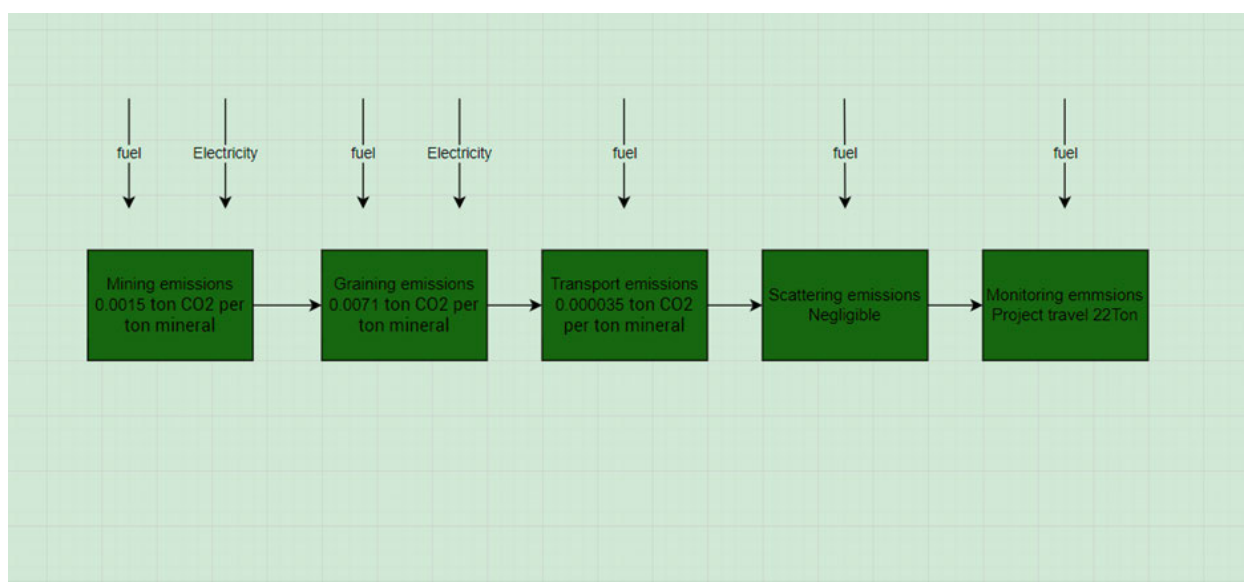 fuel
Electricity
fuel
Electricity
fuel
fuel
fuel
Mining emissions
0.0015 ton CO2 per
ton mineral
Graining emissions
0.0071 ton CO2 per
ton mineral
Transport emissions
0.000035 ton CO2
per ton mineral
Scattering emissions
Negligible
Monitoring emmsions
Project travel 22Ton